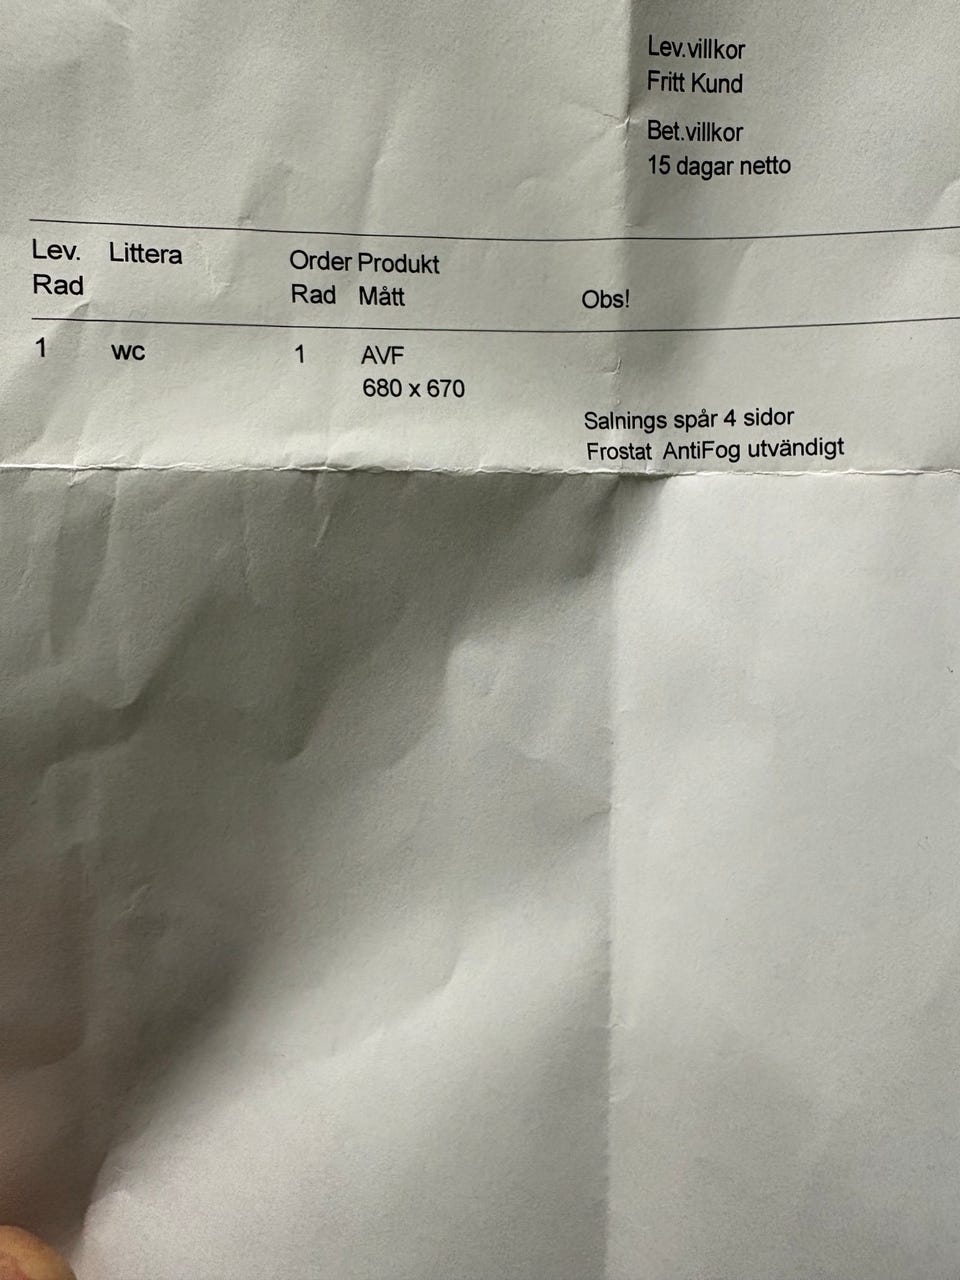 Lev.villkor
Fritt Kund
Bet.villkor
15 dagar netto
Lev. Littera Order Produkt
Rad Rad Mått Obs!
1 WC 1 AVF
680 x 670
Salnings spår 4 sidor
Frostat AntiFog utvändigt